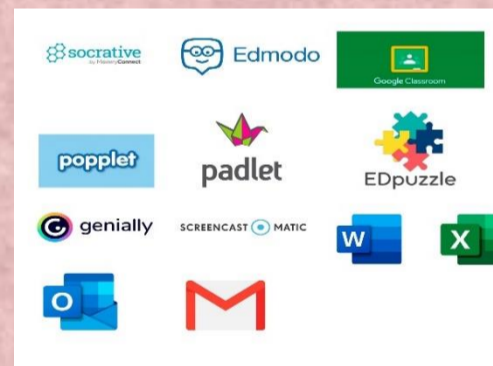 socrative
by MasteryConnect
Edmodo
Google Classroom
popplet
padlet
EDpuzzle
G genially
SCREENCAST O MATIC
W
X
O